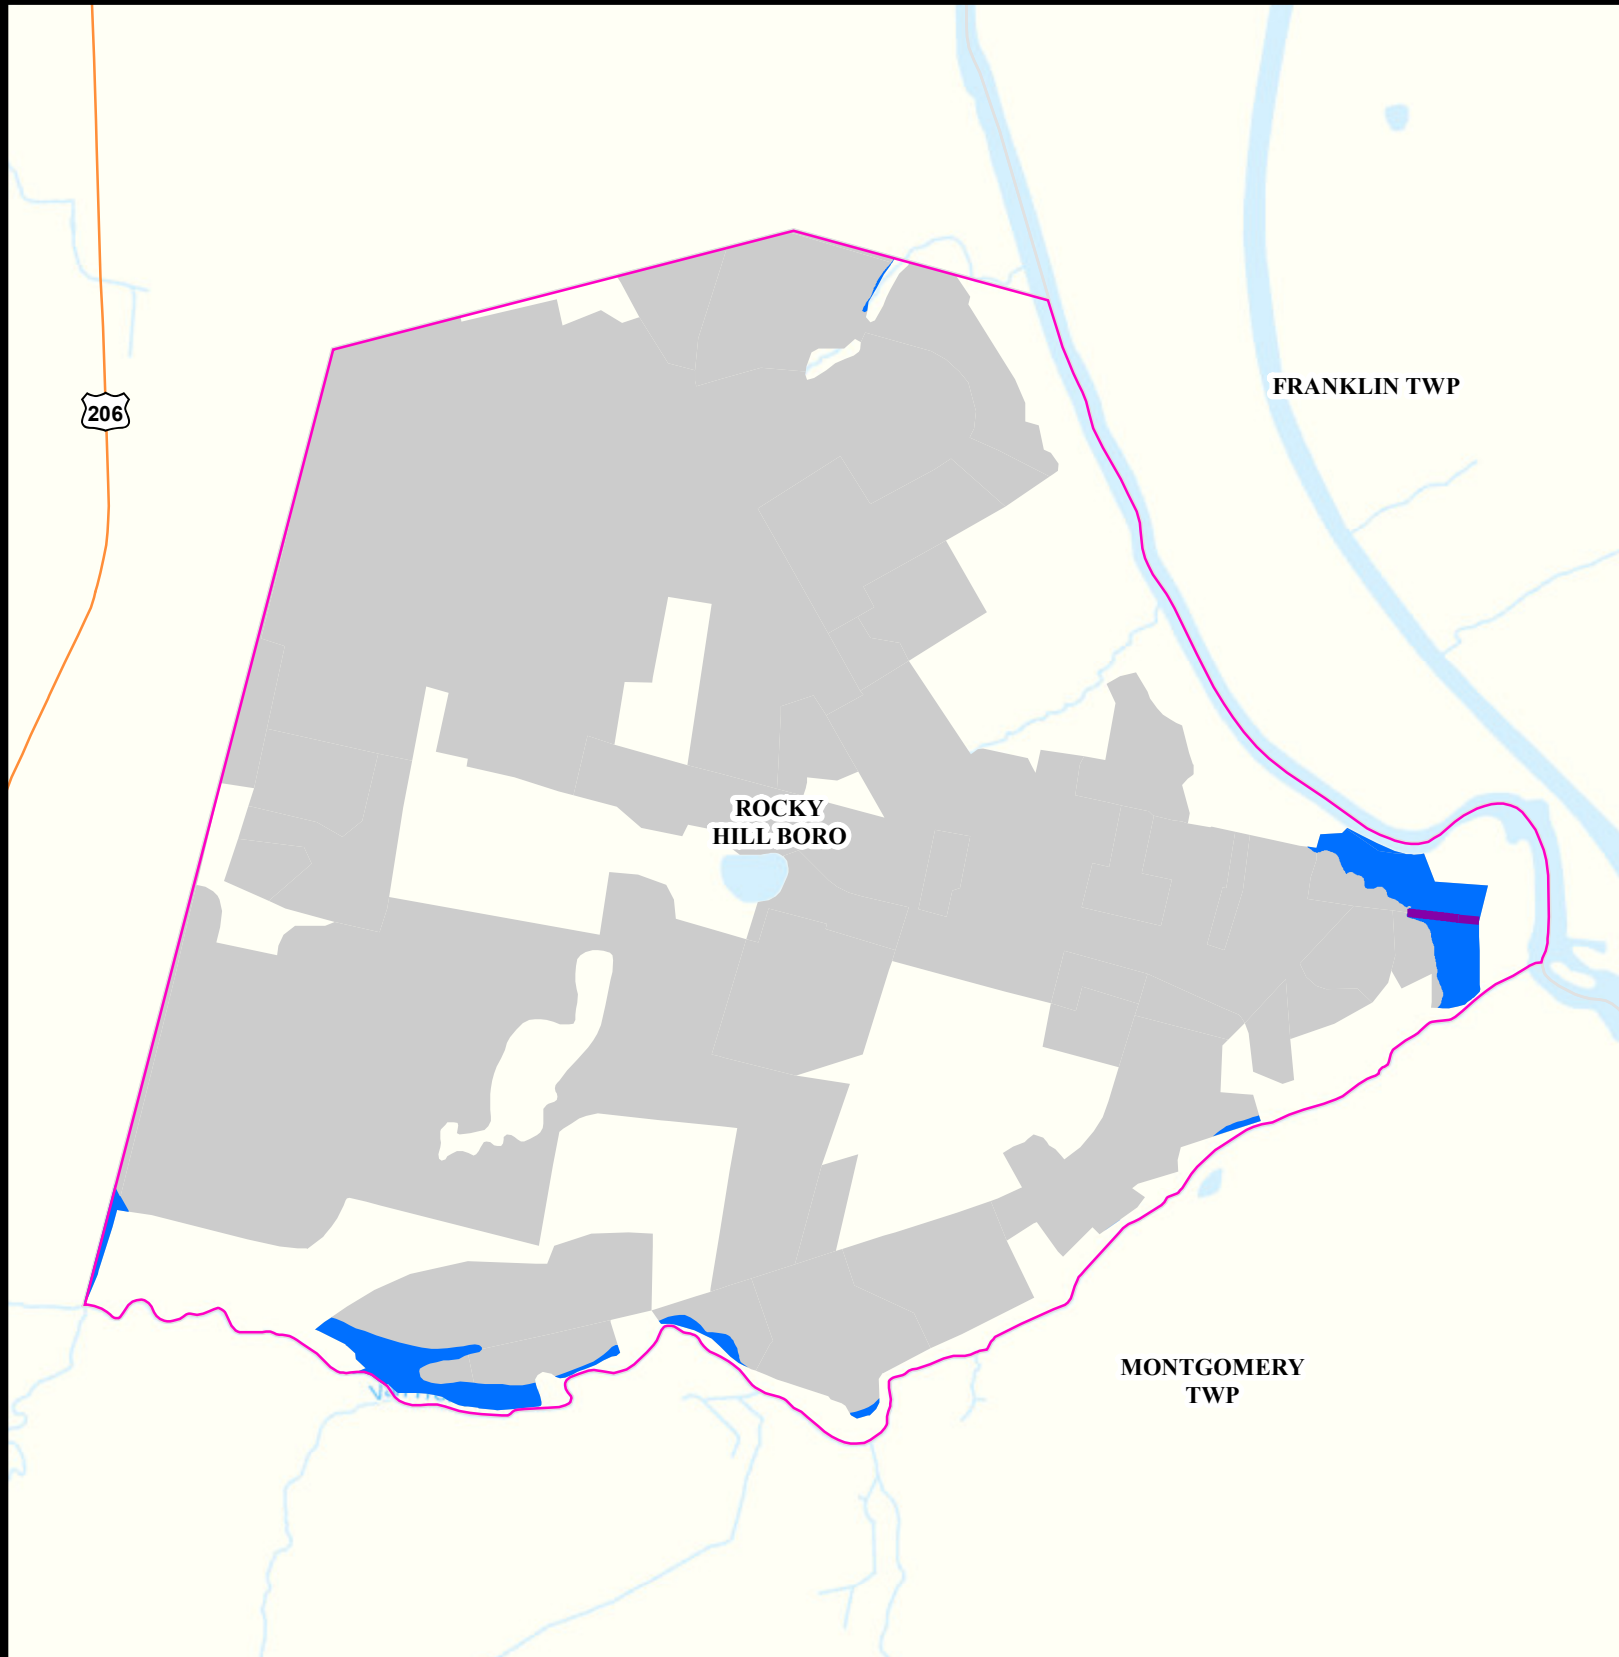 FRANKLIN TWP
206
ROCKY
HILL BORO
MONTGOMERY
TWP